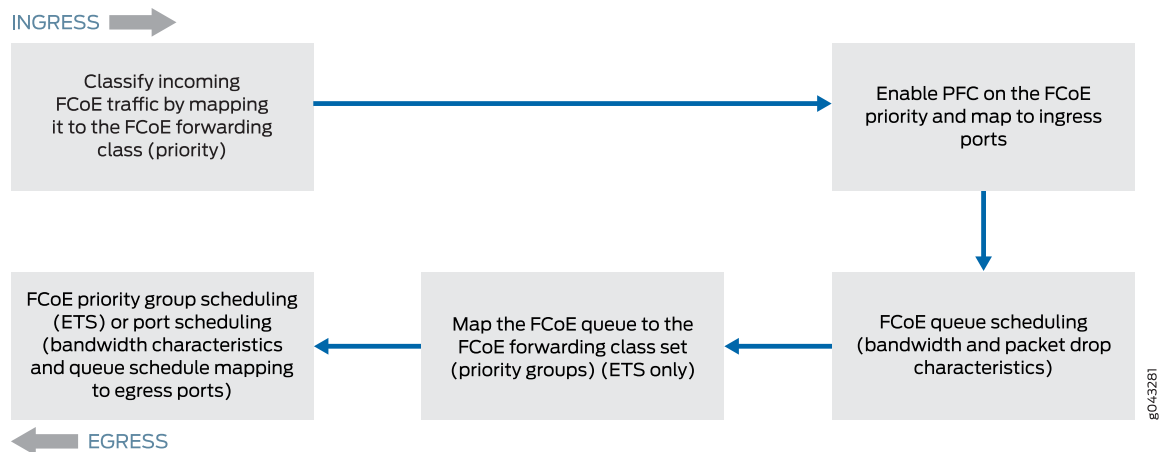 INGRESS
Classify incoming
FCoE traffic by mapping
it to the FCoE forwarding
class (priority)
Enable PFC on the FCoE
priority and map to ingress
ports
FCoE queue scheduling
(bandwidth and packet drop
characteristics)
Map the FCoE queue to the
FCoE forwarding class set
(priority groups) (ETS only)
FCoE priority group scheduling
(ETS) or port scheduling
(bandwidth characteristics
and queue schedule mapping
to egress ports)
EGRESS
g043281